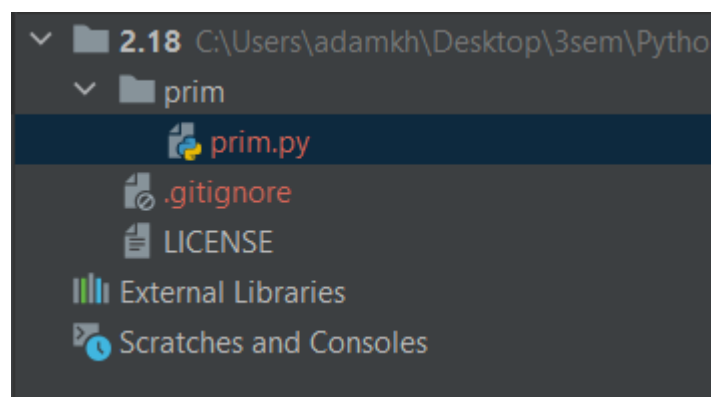 2.18 C:\Users\adamkh\Desktop\3sem\Pytho
prim
prim.py
.gitignore
LICENSE
External Libraries
Scratches and Consoles